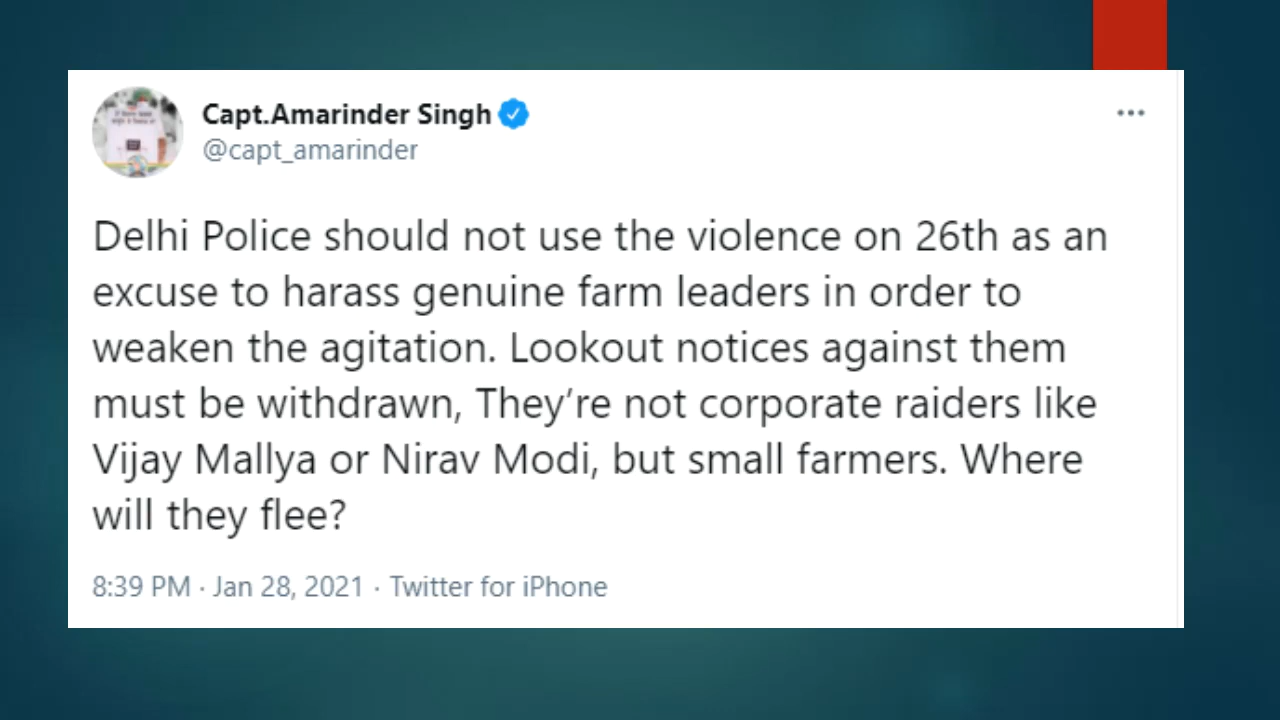 Capt.Amarinder Singh
@capt_amarinder
Delhi Police should not use the violence on 26th as an
excuse to harass genuine farm leaders in order to
weaken the agitation. Lookout notices against them
must be withdrawn, They’re not corporate raiders like
Vijay Mallya or Nirav Modi, but small farmers. Where
will they flee?
8:39 PM · Jan 28, 2021 · Twitter for iPhone